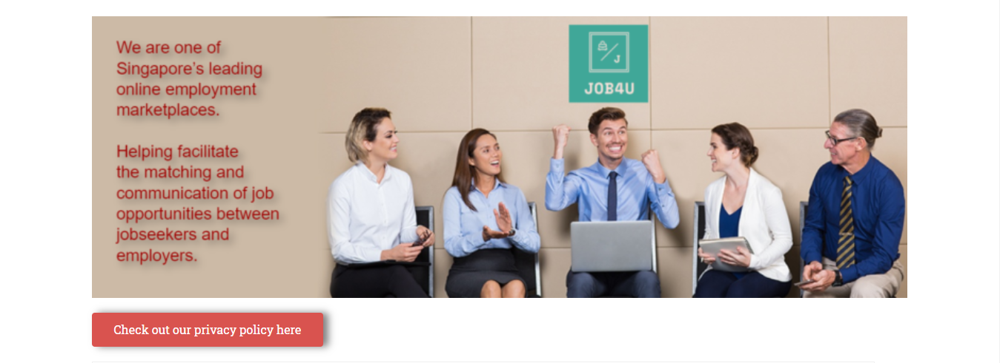 We are one of
Singapore’s leading
online employment
marketplaces.
Helping facilitate
the matching and
communication of job
opportunities between
jobseekers and
employers.
J
JOB4U
Check out our privacy policy here